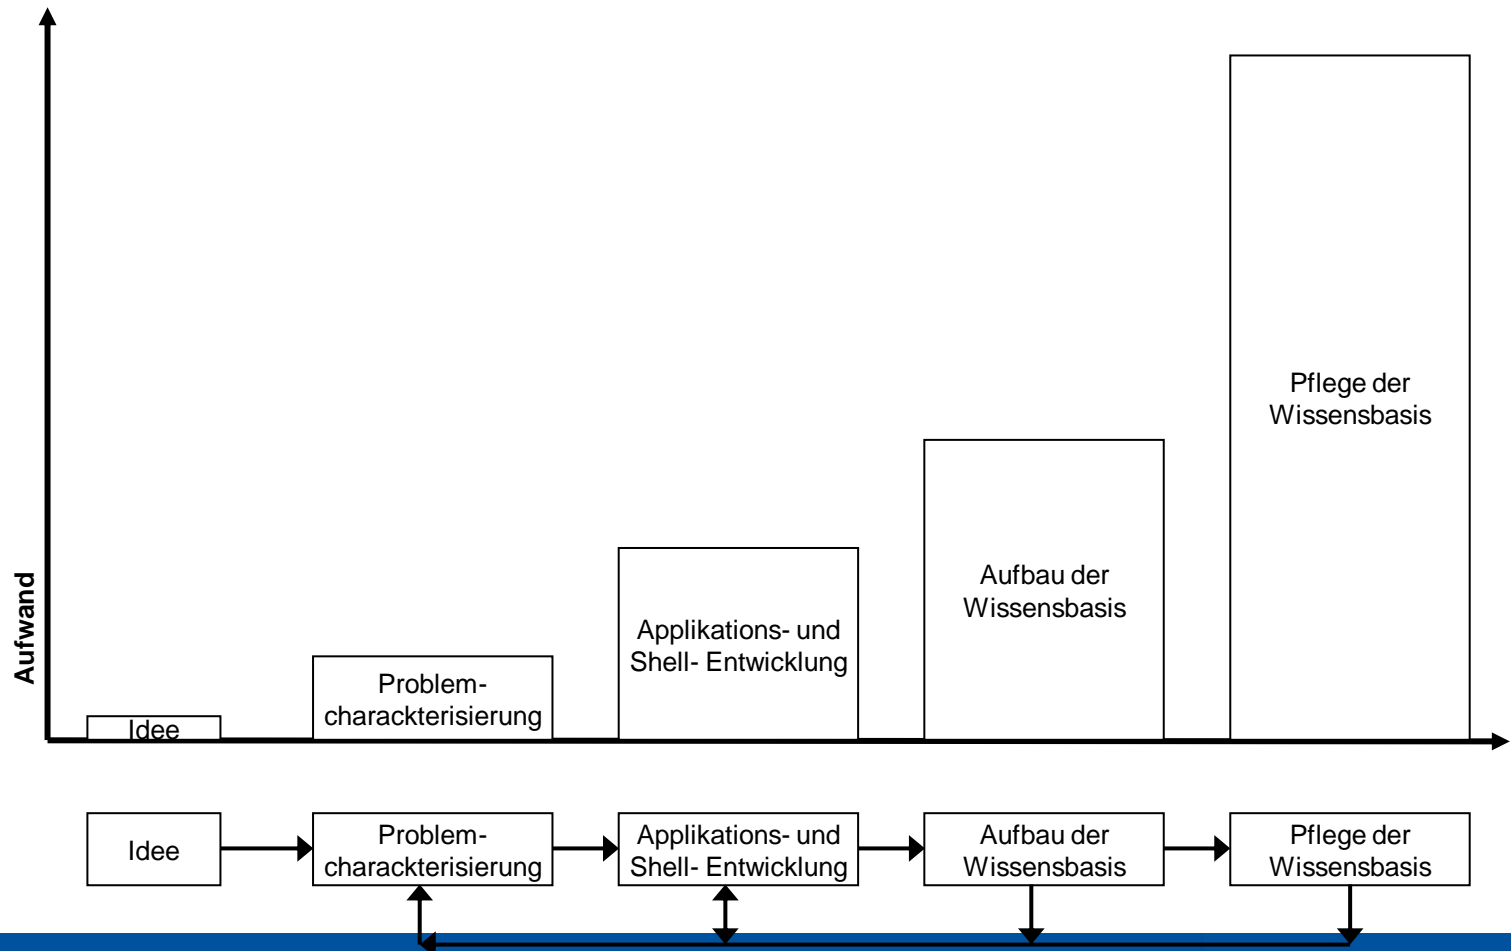 Pflege der
Wissensbasis
Aufbau der
Wissensbasis
Applikations- und
Shell- Entwicklung
Aufwand
Problem-
charackterisierung
Idee
Idee
Problem-
charackterisierung
Applikations- und
Shell- Entwicklung
Aufbau der
Wissensbasis
Pflege der
Wissensbasis